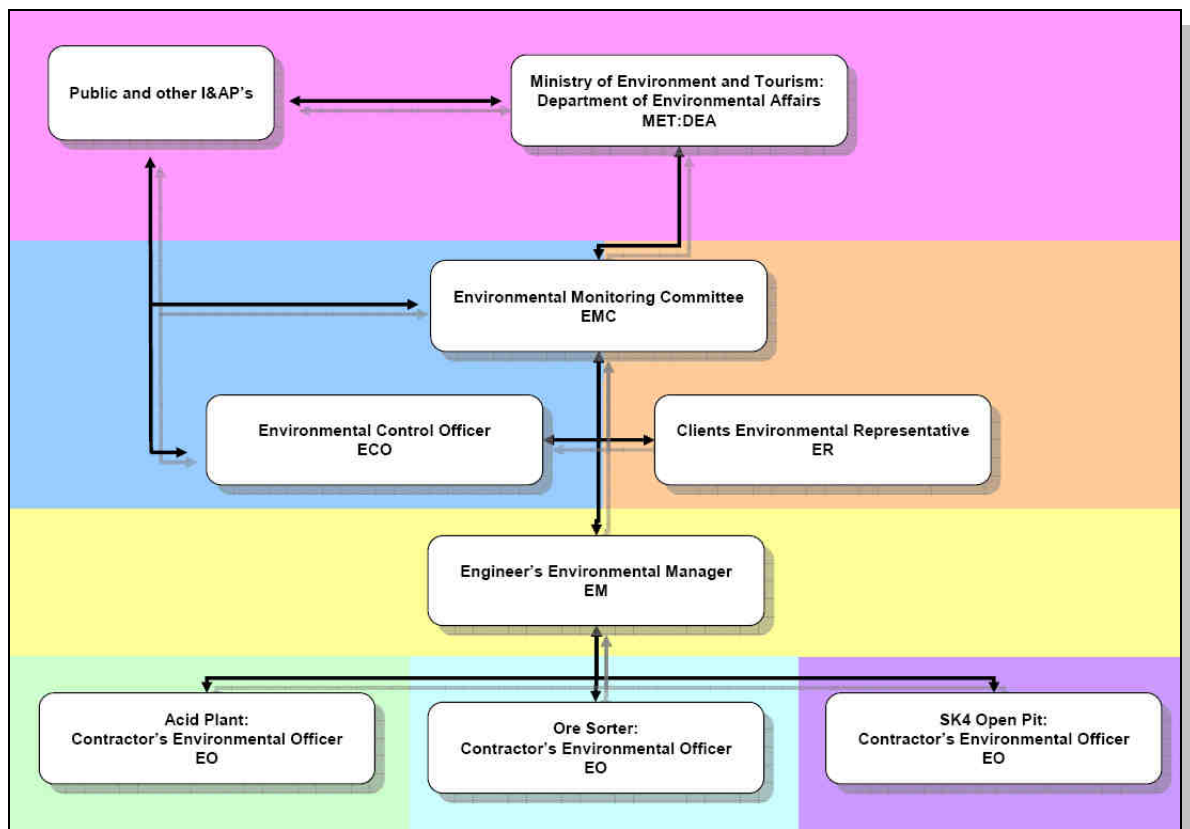 Public and other I&AP's
Ministry of Environment and Tourism:
Department of Environmental Affairs
MET:DEA
Environmental Monitoring Committee
EMC
Environmental Control Officer
ECO
Clients Environmental Representative
ER
Engineer's Environmental Manager
EM
Acid Plant:
Contractor's Environmental Officer
EO
Ore Sorter:
Contractor's Environmental Officer
EO
SK4 Open Pit:
Contractor's Environmental Officer
EO